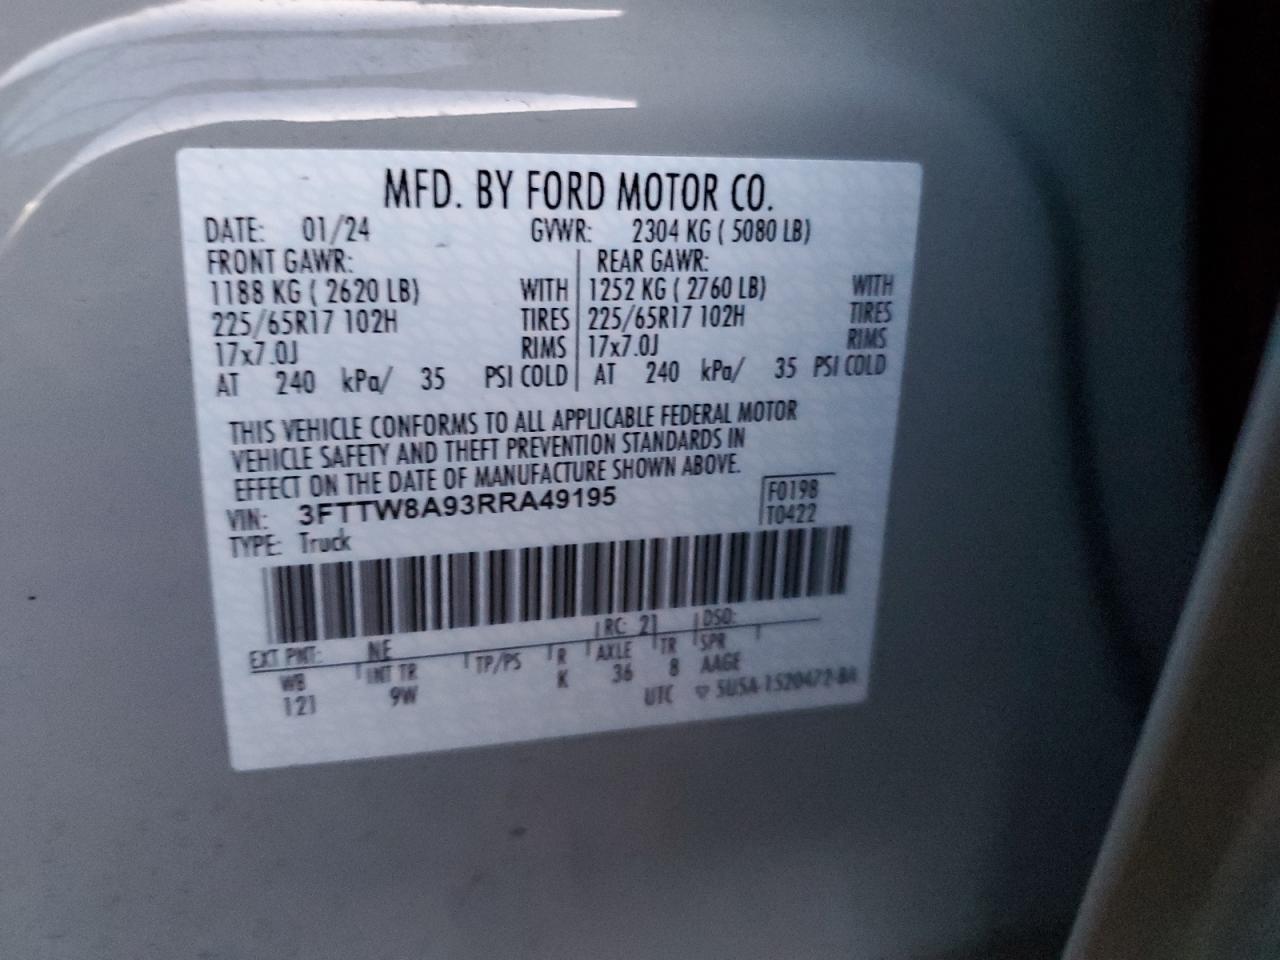 MFD. BY FORD MOTOR CO.
DATE: 01/24 GVWR: 2304 KG ( 5080 LB)
FRONT GAWR: REAR GAWR:
1188 KG ( 2620 LB) WITH 1252 KG ( 2760 LB) WITH
225/65R17 102H TIRES 225/65R17 102H TIRES
17x7.0J RIMS 17x7.0J RIMS
AT 240 kPa/ 35 PSI COLD AT 240 kPa/ 35 PSI COLD
THIS VEHICLE CONFORMS TO ALL APPLICABLE FEDERAL MOTOR
VEHICLE SAFETY AND THEFT PREVENTION STANDARDS IN
EFFECT ON THE DATE OF MANUFACTURE SHOWN ABOVE.
VIN: 3FTTW8A93RRA49195 F0198
TYPE: Truck T0422
EXT PNT: NE RC: 21 DSO:
WB INT TR TP/PS R AXLE TR SPR
121 9W K 36 8 AAGE
UTC 5U5A-1520472-BA